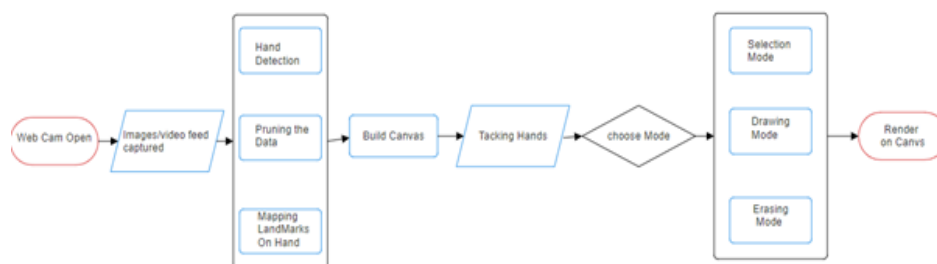 Web Cam Open
Images/video feed
captured
Hand
Detection
Pruning the
Data
Mapping
LandMarks
On Hand
Build Canvas
Tacking Hands
choose Mode
Selection
Mode
Drawing
Mode
Erasing
Mode
Render
on Canvs